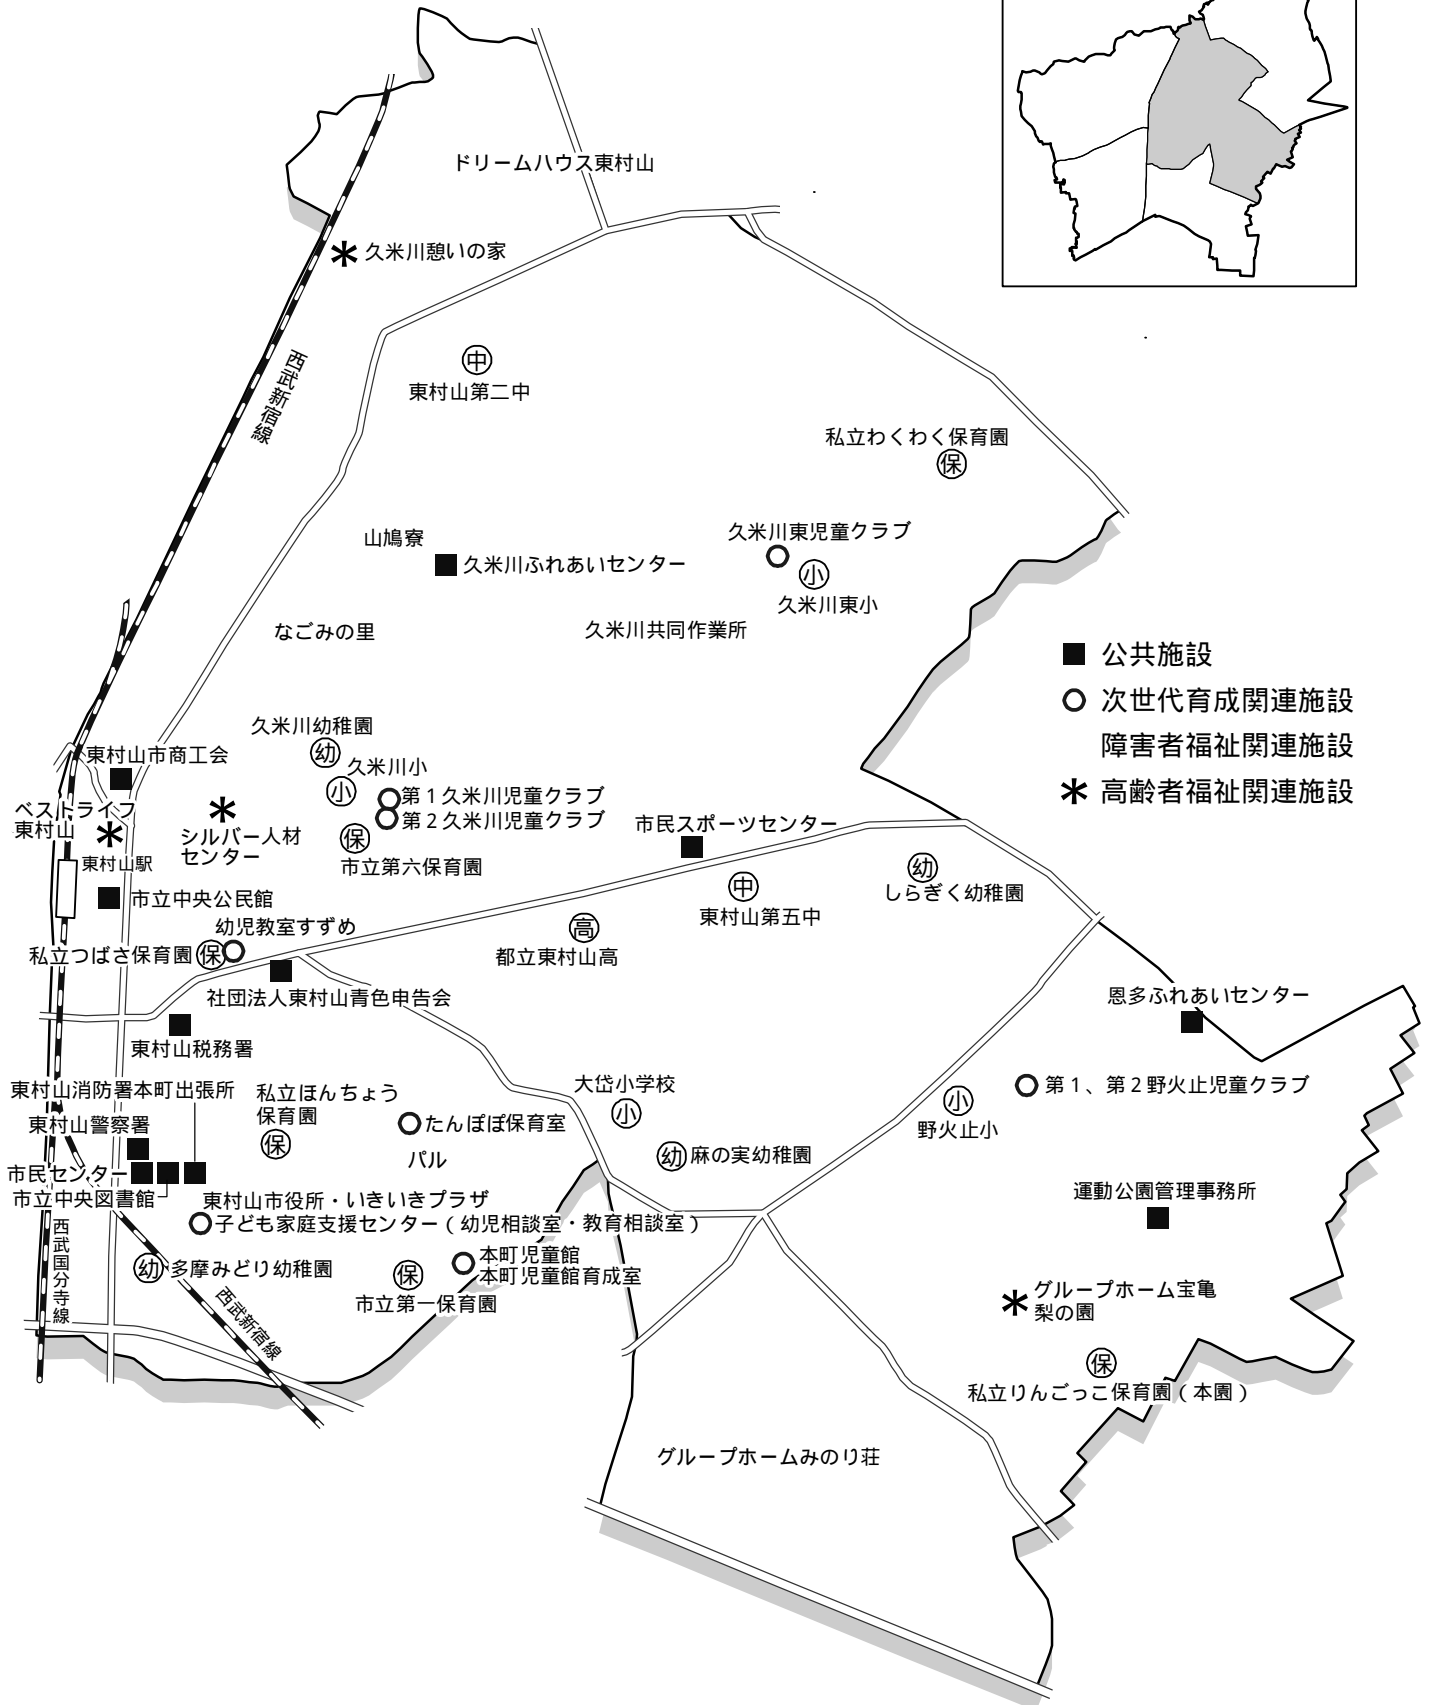 ドリームハウス東村山
久米川憩いの家
西武新宿線
中
東村山第二中
私立わくわく保育園
保
山鳩寮
久米川ふれあいセンター
久米川東児童クラブ
小
久米川東小
なごみの里
久米川共同作業所
公共施設
次世代育成関連施設
障害者福祉関連施設
高齢者福祉関連施設
久米川幼稚園
幼
東村山市商工会
久米川小
小
第1久米川児童クラブ
第2久米川児童クラブ
ベストライフ
東村山
シルバー人材
センター
保
市立第六保育園
市民スポーツセンター
東村山駅
市立中央公民館
中
東村山第五中
幼
しらぎく幼稚園
幼児教室すずめ
私立つばさ保育園
保
高
都立東村山高
社団法人東村山青色申告会
恩多ふれあいセンター
東村山税務署
東村山消防署本町出張所
私立ほんちょう
保育園
保
大岱小学校
小
第1、第2野火止児童クラブ
小
野火止小
東村山警察署
たんぽぽ保育室
パル
幼
麻の実幼稚園
市民センター
市立中央図書館
東村山市役所・いきいきプラザ
子ども家庭支援センター（幼児相談室・教育相談室）
運動公園管理事務所
西武国分寺線
幼
多摩みどり幼稚園
西武新宿線
保
市立第一保育園
本町児童館
本町児童館育成室
グループホーム宝亀
梨の園
保
私立りんごっこ保育園（本園）
グループホームみのり荘